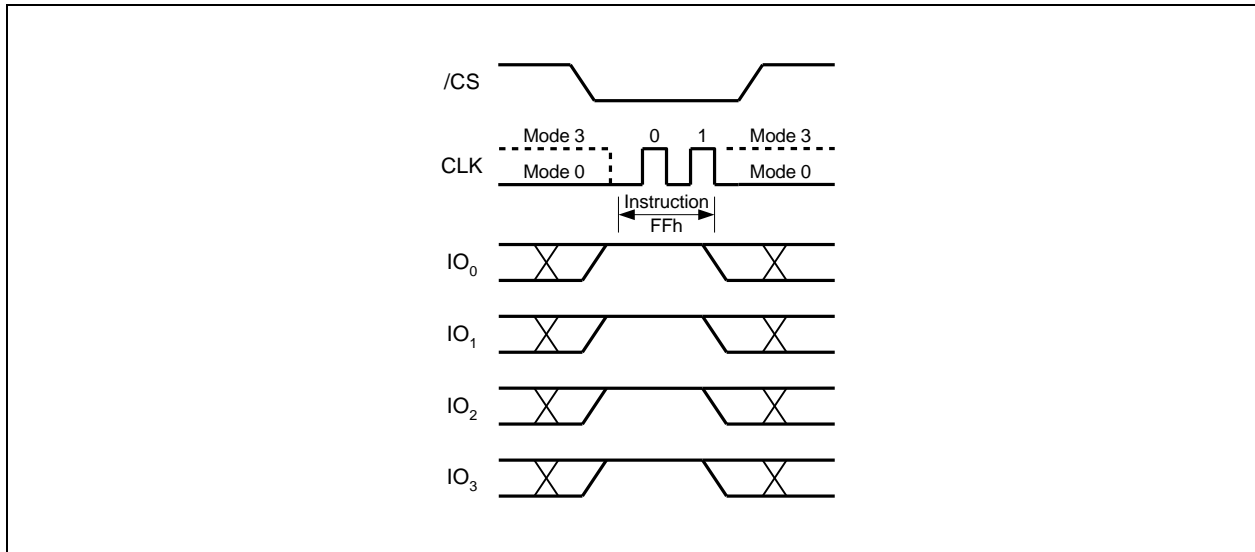 /CS
Mode 3 0 1 Mode 3
CLK
Mode 0 Mode 0
Instruction
FFh
IO0
IO1
IO2
IO3